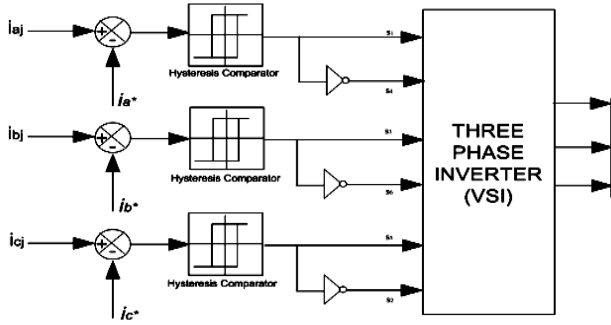 iaj
+
-
ia*
Hysteresis Comparator
S1
S4
ibj
+
-
ib*
Hysteresis Comparator
S3
S6
icj
+
-
ic*
Hysteresis Comparator
S5
S2
THREE
PHASE
INVERTER
(VSI)